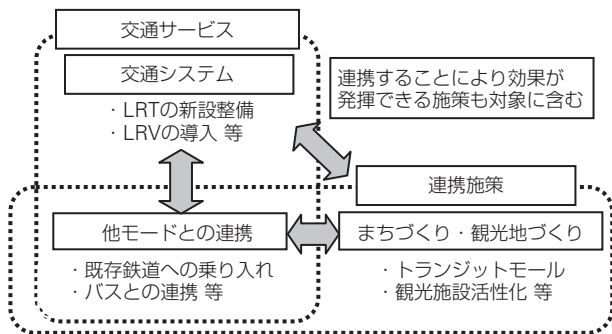 交通サービス
交通システム
・LRTの新設整備
・LRVの導入 等
連携することにより効果が
発揮できる施策も対象に含む
連携施策
他モードとの連携
まちづくり・観光地づくり
・既存鉄道への乗り入れ
・バスとの連携 等
・トランジットモール
・観光施設活性化 等